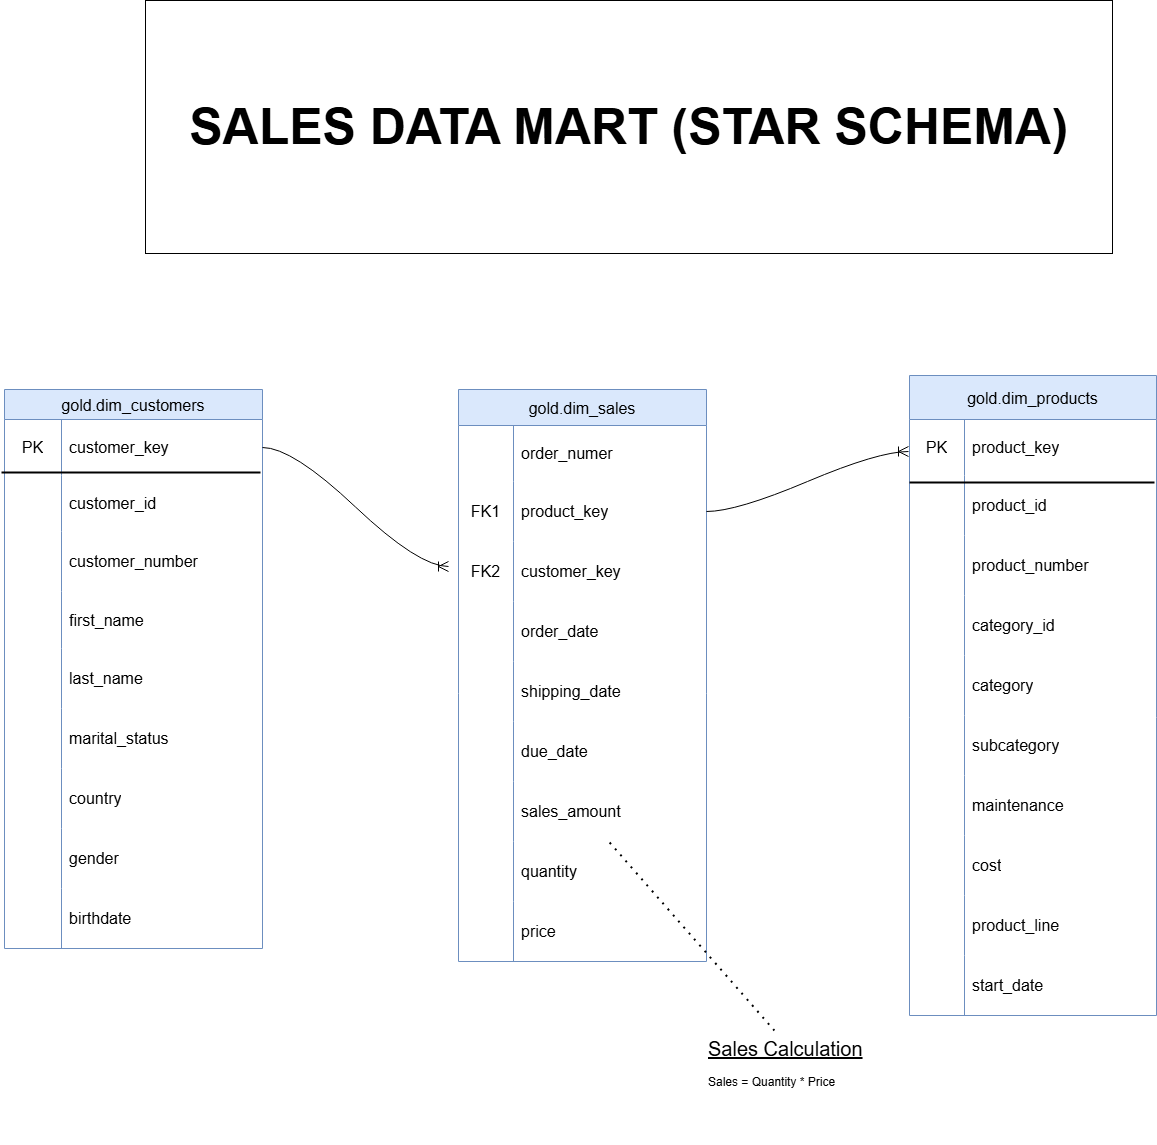 SALES DATA MART (STAR SCHEMA)
gold.dim_customers
PK customer_key
customer_id
customer_number
first_name
last_name
marital_status
country
gender
birthdate
gold.dim_sales
order_numer
FK1 product_key
FK2 customer_key
order_date
shipping_date
due_date
sales_amount
quantity
price
gold.dim_products
PK product_key
product_id
product_number
category_id
category
subcategory
maintenance
cost
product_line
start_date
Sales Calculation
Sales = Quantity * Price